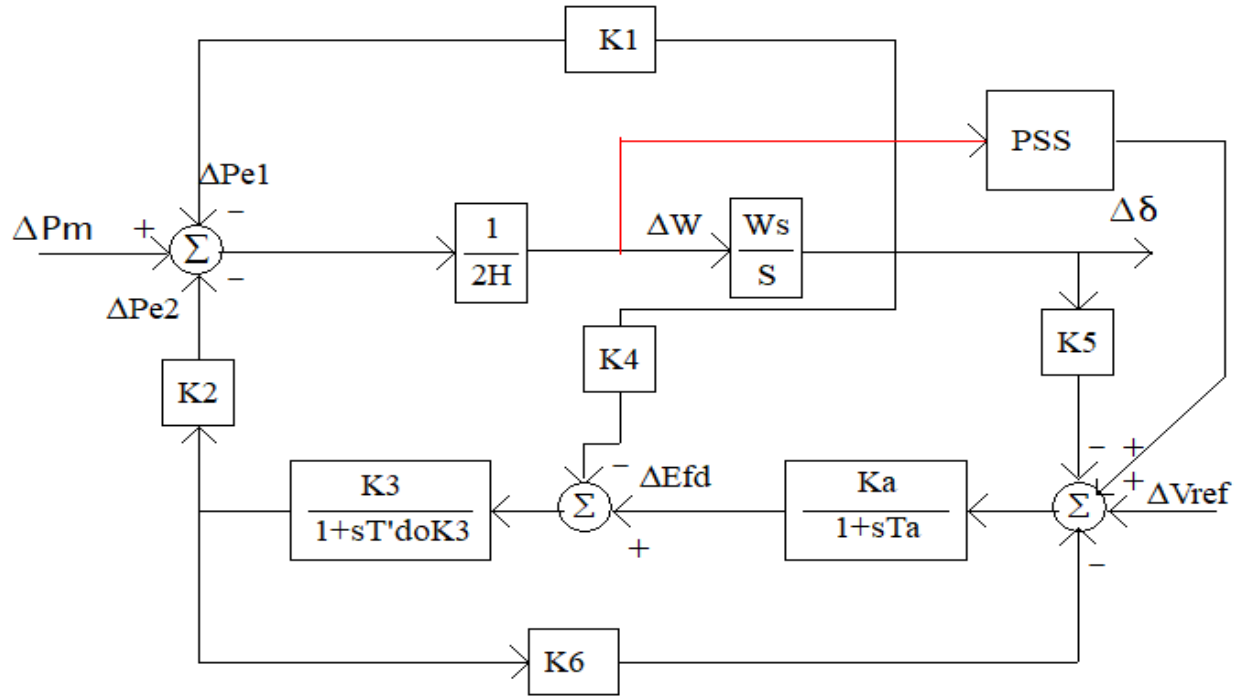 K1
PSS
ΔPe1
−
Δδ
ΔPm
+
Σ
−
1
2H
ΔW
Ws
S
ΔPe2
K4
K5
K2
−
+
+
+
−
ΔEfd
ΔVref
K3
1+sT'doK3
Σ
+
Ka
1+sTa
Σ
−
K6